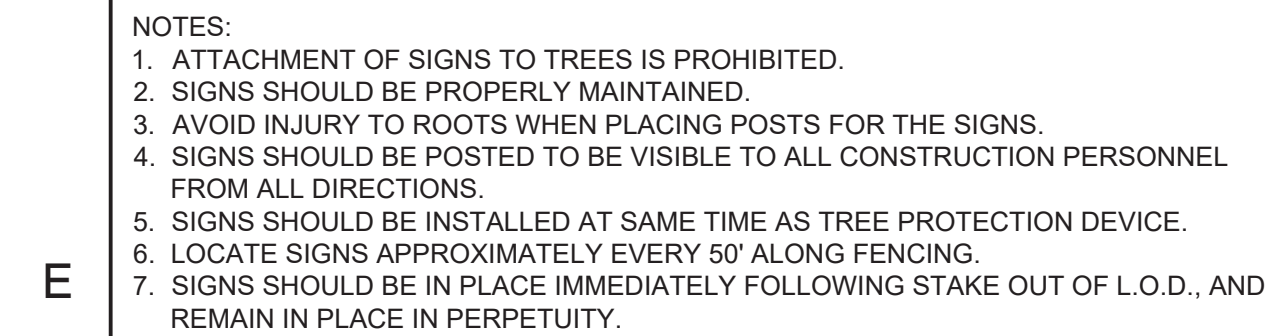 NOTES:
1. ATTACHMENT OF SIGNS TO TREES IS PROHIBITED.
2. SIGNS SHOULD BE PROPERLY MAINTAINED.
3. AVOID INJURY TO ROOTS WHEN PLACING POSTS FOR THE SIGNS.
4. SIGNS SHOULD BE POSTED TO BE VISIBLE TO ALL CONSTRUCTION PERSONNEL
FROM ALL DIRECTIONS.
5. SIGNS SHOULD BE INSTALLED AT SAME TIME AS TREE PROTECTION DEVICE.
6. LOCATE SIGNS APPROXIMATELY EVERY 50' ALONG FENCING.
7. SIGNS SHOULD BE IN PLACE IMMEDIATELY FOLLOWING STAKE OUT OF L.O.D., AND
REMAIN IN PLACE IN PERPETUITY.
E